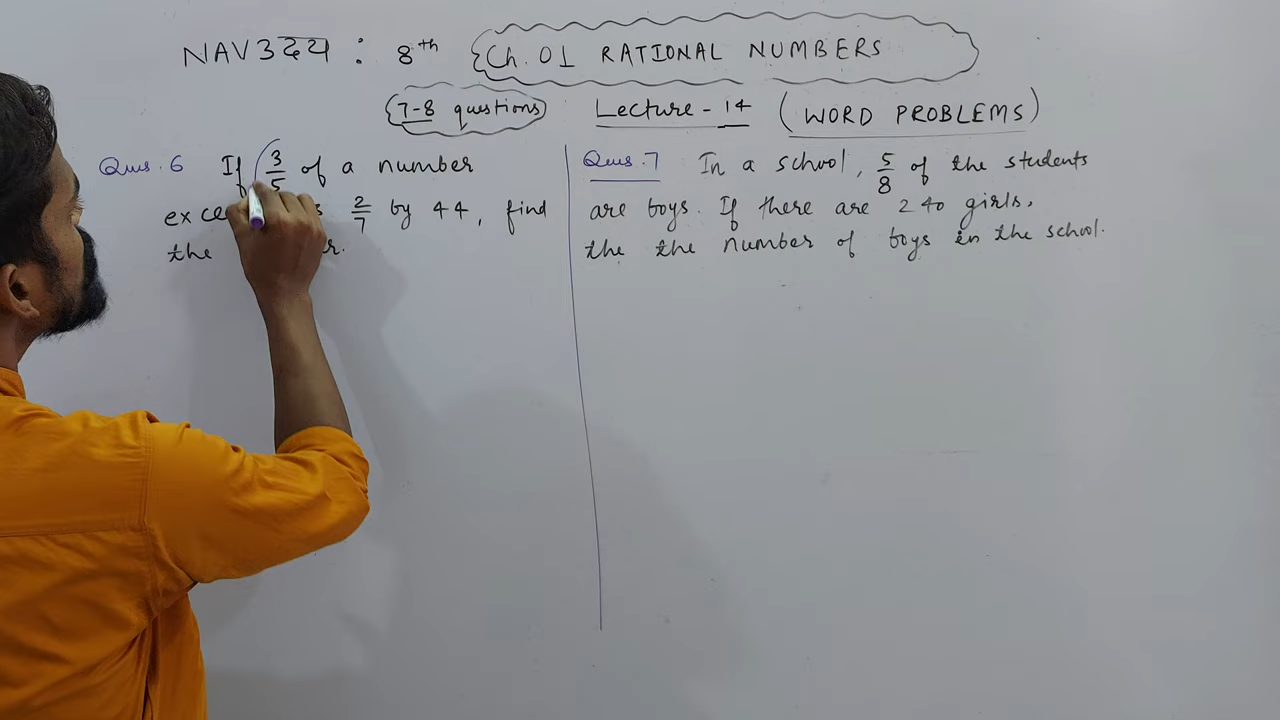 NAV3दय : 8th Ch. 01 RATIONAL NUMBERS
7-8 questions Lecture - 14 (WORD PROBLEMS)
Ques. 6 If 3/5 of a number
exce 2/7 by 44, find
the r.
Ques. 7 In a school, 5/8 of the students
are boys. If there are 240 girls,
the the number of boys in the school.